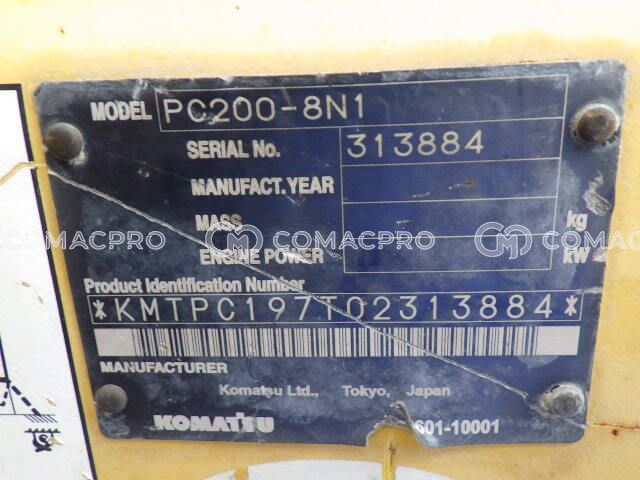 MODEL PC200-8N1
SERIAL No. 313884
MANUFACT.YEAR
MASS kg
COMACPRO COMACPRO COMACPRO
ENGINE POWER kW
Product Identification Number
*KMTPC197T02313884*
MANUFACTURER
Komatsu Ltd., Tokyo, Japan
KOMATSU 601-10001